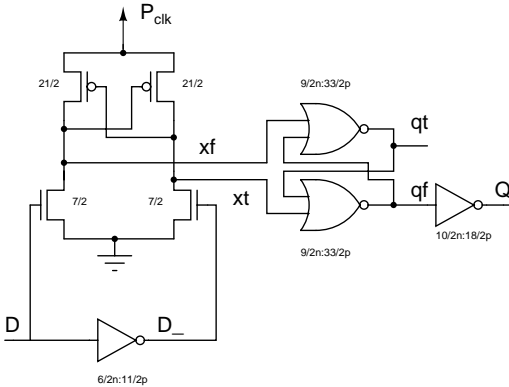 Pclk
21/2 21/2
9/2n:33/2p
qt
xf
7/2 7/2
xt
qf
Q
10/2n:18/2p
9/2n:33/2p
D
D_
6/2n:11/2p